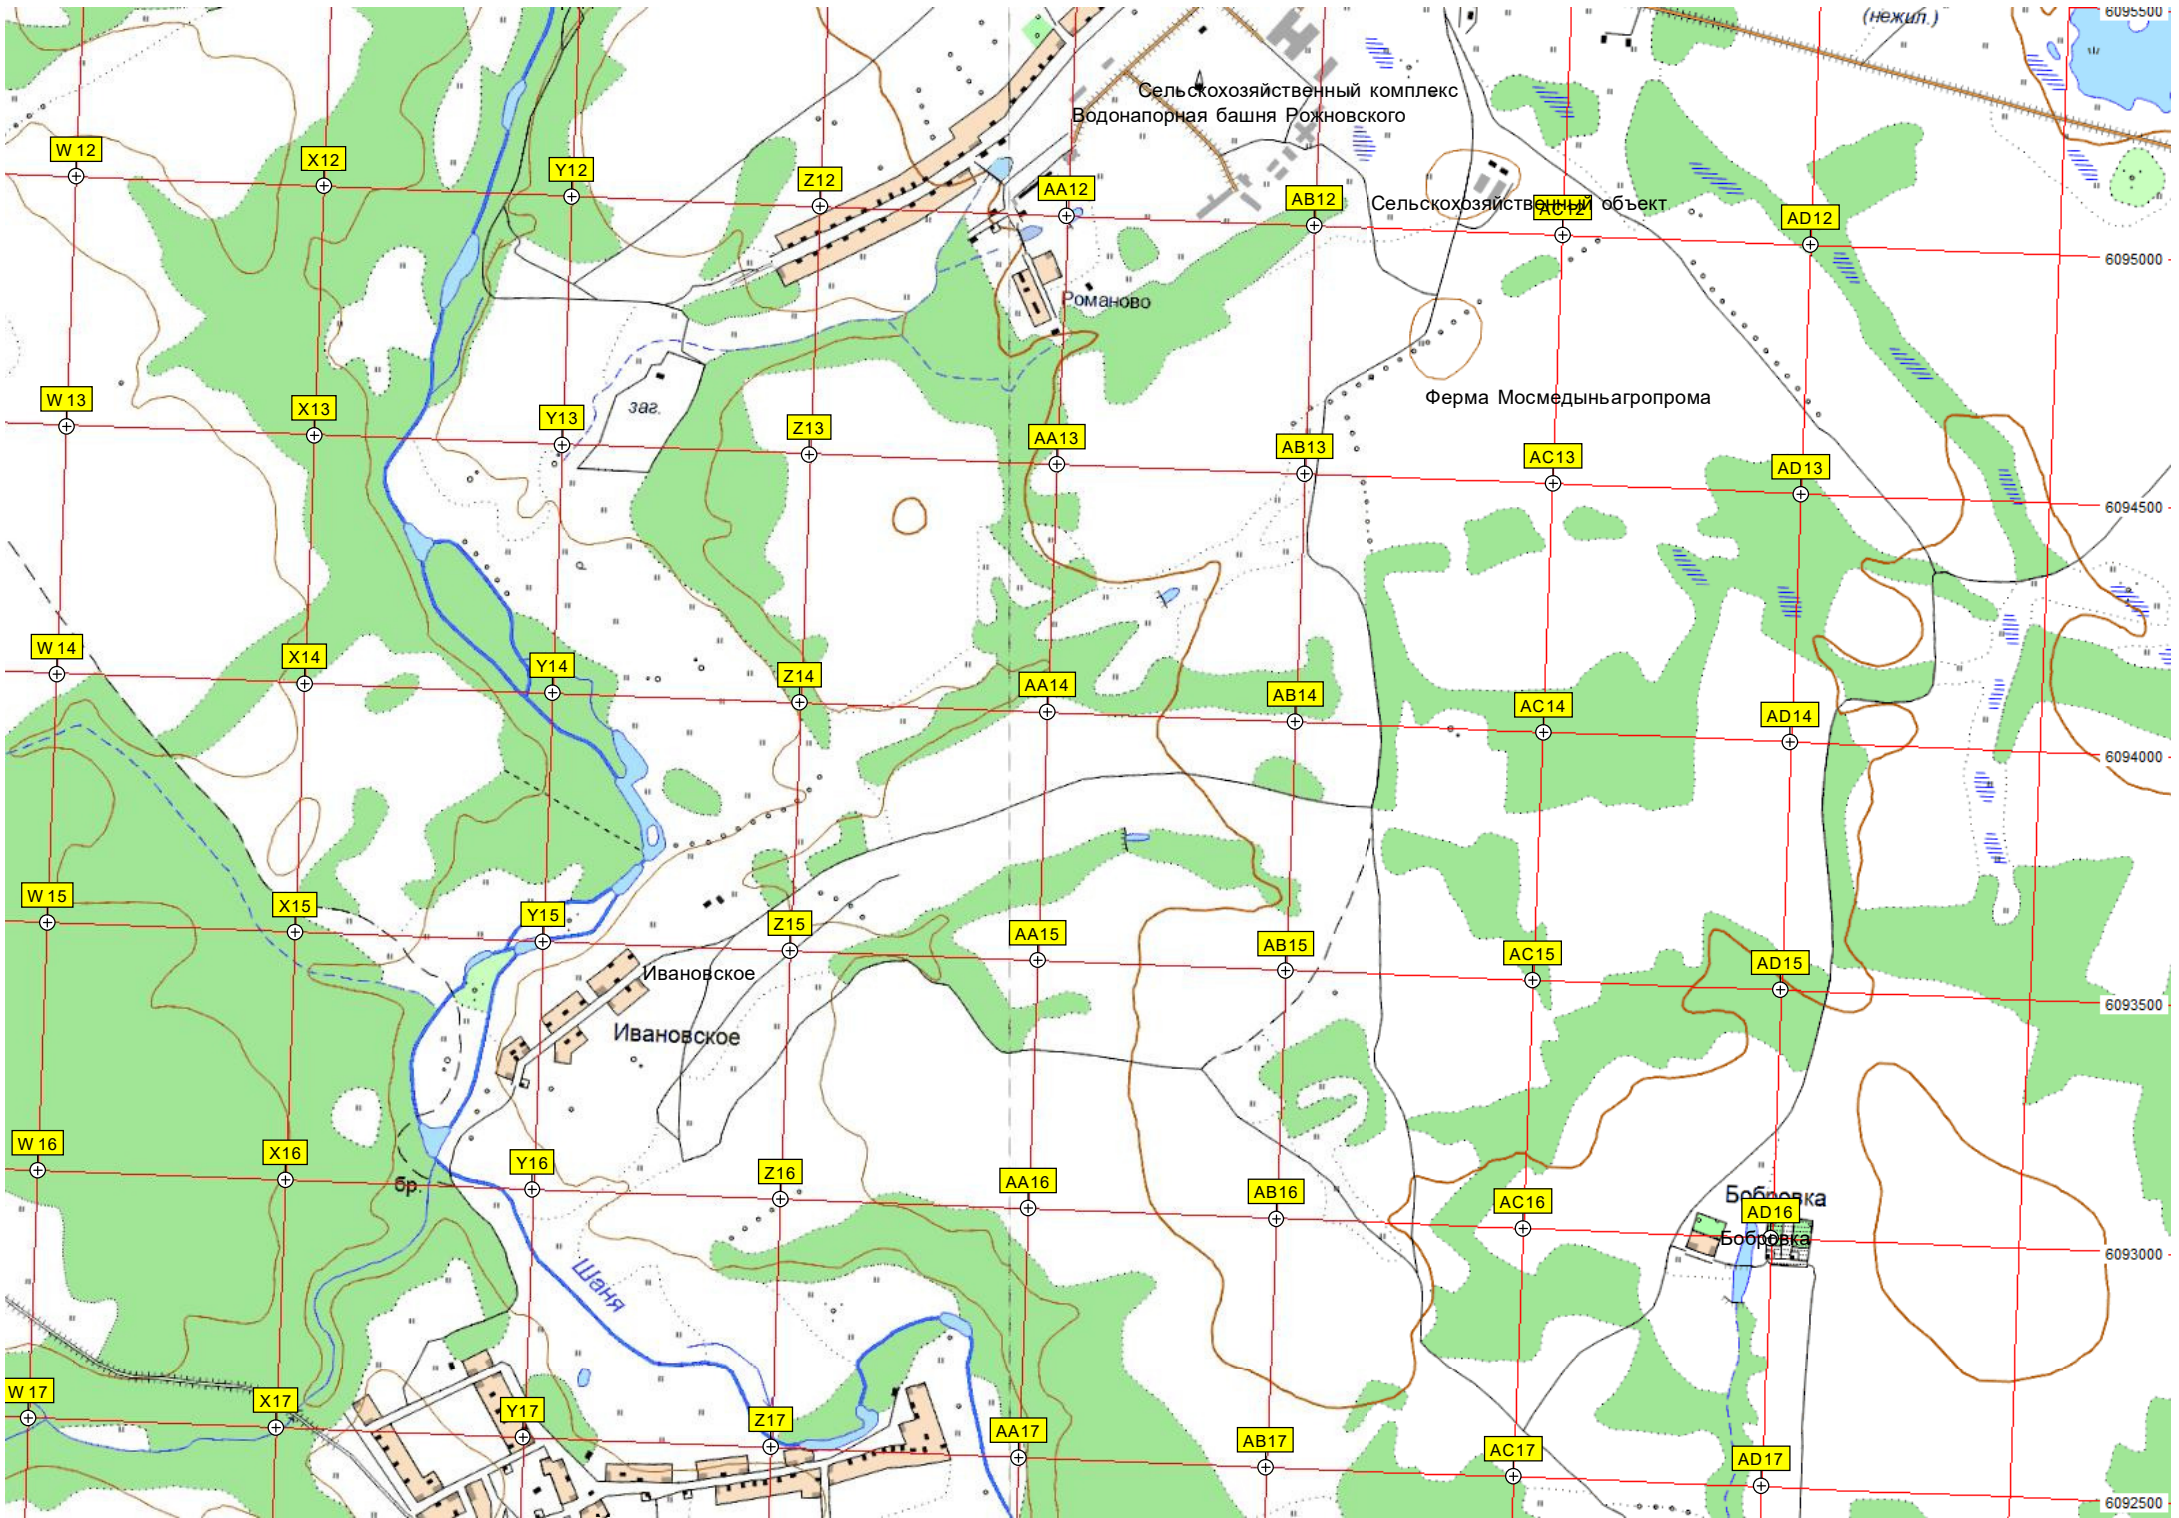 (нежил.)
6095500
Сельскохозяйственный комплекс
Водонапорная башня Рожновского
W 12
X12
Y12
Z12
AA12
AB12
Сельскохозяйственный объект
AC12
AD12
6095000
Романово
заг.
Ферма Мосмедыньагропрома
W 13
X13
Y13
Z13
AA13
AB13
AC13
AD13
6094500
W 14
X14
Y14
Z14
AA14
AB14
AC14
AD14
6094000
W 15
X15
Y15
Z15
AA15
AB15
AC15
AD15
Ивановское
6093500
Ивановское
W 16
X16
Y16
Z16
AA16
AB16
AC16
бр.
Бобровка
AD16
Бобровка
6093000
Шаня
W 17
X17
Y17
Z17
AA17
AB17
AC17
AD17
6092500